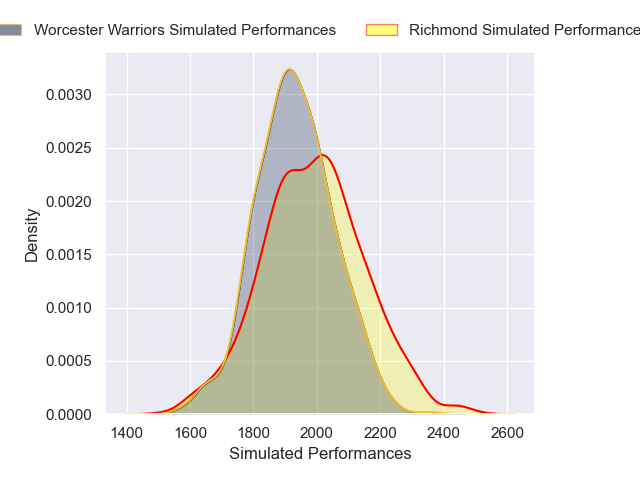 Worcester Warriors Simulated Performances
Richmond Simulated Performance
0.0030
0.0025
0.0020
0.0015
0.0010
0.0005
0.0000
Density
1400 1600 1800 2000 2200 2400 2600
Simulated Performances